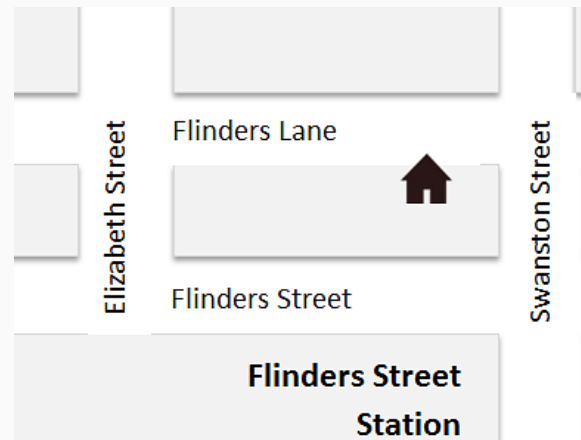 Flinders Lane
Elizabeth Street
Swanston Street
Flinders Street
Flinders Street
Station